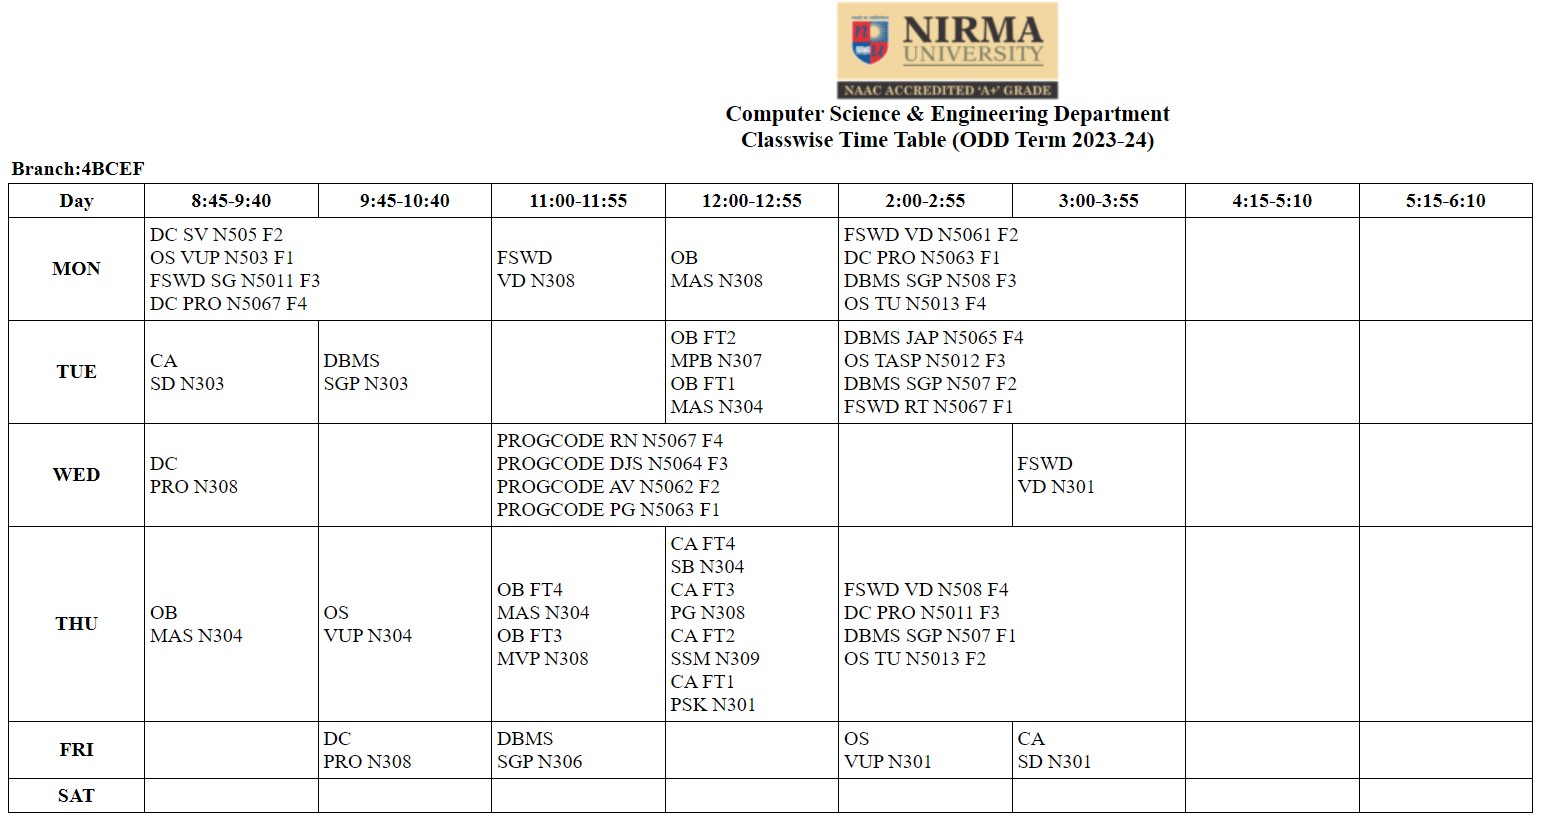 NIRMA
UNIVERSITY
NAAC ACCREDITED 'A+' GRADE
Computer Science & Engineering Department
Classwise Time Table (ODD Term 2023-24)
Branch:4BCEF
Day 8:45-9:40 9:45-10:40 11:00-11:55 12:00-12:55 2:00-2:55 3:00-3:55 4:15-5:10 5:15-6:10
MON
DC SV N505 F2
OS VUP N503 F1
FSWD SG N5011 F3
DC PRO N5067 F4
FSWD
VD N308
OB
MAS N308
FSWD VD N5061 F2
DC PRO N5063 F1
DBMS SGP N508 F3
OS TU N5013 F4
TUE
CA
SD N303
DBMS
SGP N303
OB FT2
MPB N307
OB FT1
MAS N304
DBMS JAP N5065 F4
OS TASP N5012 F3
DBMS SGP N507 F2
FSWD RT N5067 F1
WED
DC
PRO N308
PROGCODE RN N5067 F4
PROGCODE DJS N5064 F3
PROGCODE AV N5062 F2
PROGCODE PG N5063 F1
FSWD
VD N301
THU
OB
MAS N304
OS
VUP N304
OB FT4
MAS N304
OB FT3
MVP N308
CA FT4
SB N304
CA FT3
PG N308
CA FT2
SSM N309
CA FT1
PSK N301
FSWD VD N508 F4
DC PRO N5011 F3
DBMS SGP N507 F1
OS TU N5013 F2
FRI
DC
PRO N308
DBMS
SGP N306
OS
VUP N301
CA
SD N301
SAT